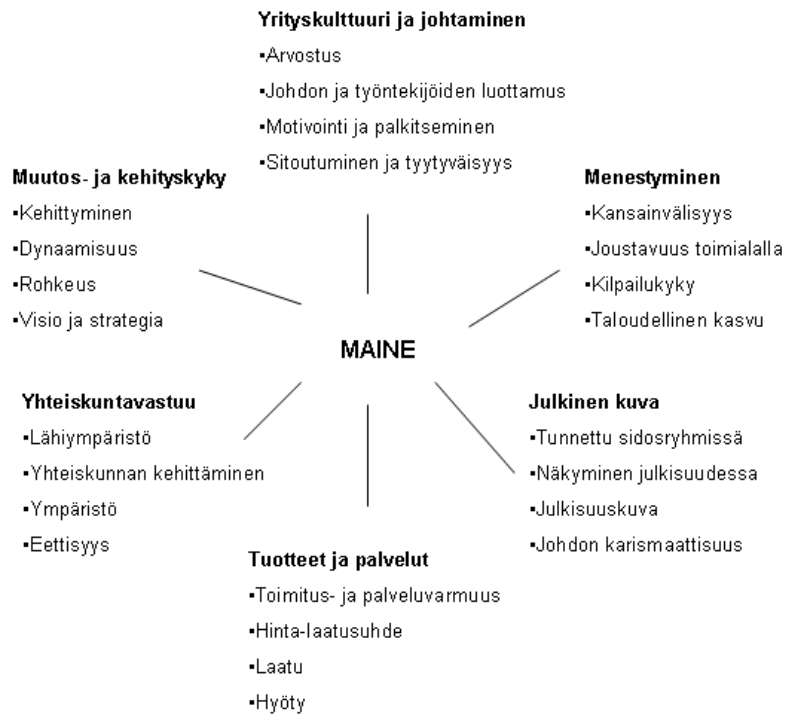 Yrityskulttuuri ja johtaminen
▪Arvostus
▪Johdon ja työntekijöiden luottamus
▪Motivointi ja palkitseminen
▪Sitoutuminen ja tyytyväisyys
Muutos- ja kehityskyky
▪Kehittyminen
▪Dynaamisuus
▪Rohkeus
▪Visio ja strategia
Menestyminen
▪Kansainvälisyys
▪Joustavuus toimialalla
▪Kilpailukyky
▪Taloudellinen kasvu
MAINE
Yhteiskuntavastuu
▪Lähiympäristö
▪Yhteiskunnan kehittäminen
▪Ympäristö
▪Eettisyys
Julkinen kuva
▪Tunnettu sidosryhmissä
▪Näkyminen julkisuudessa
▪Julkisuuskuva
▪Johdon karismaattisuus
Tuotteet ja palvelut
▪Toimitus- ja palveluvarmuus
▪Hinta-laatusuhde
▪Laatu
▪Hyöty